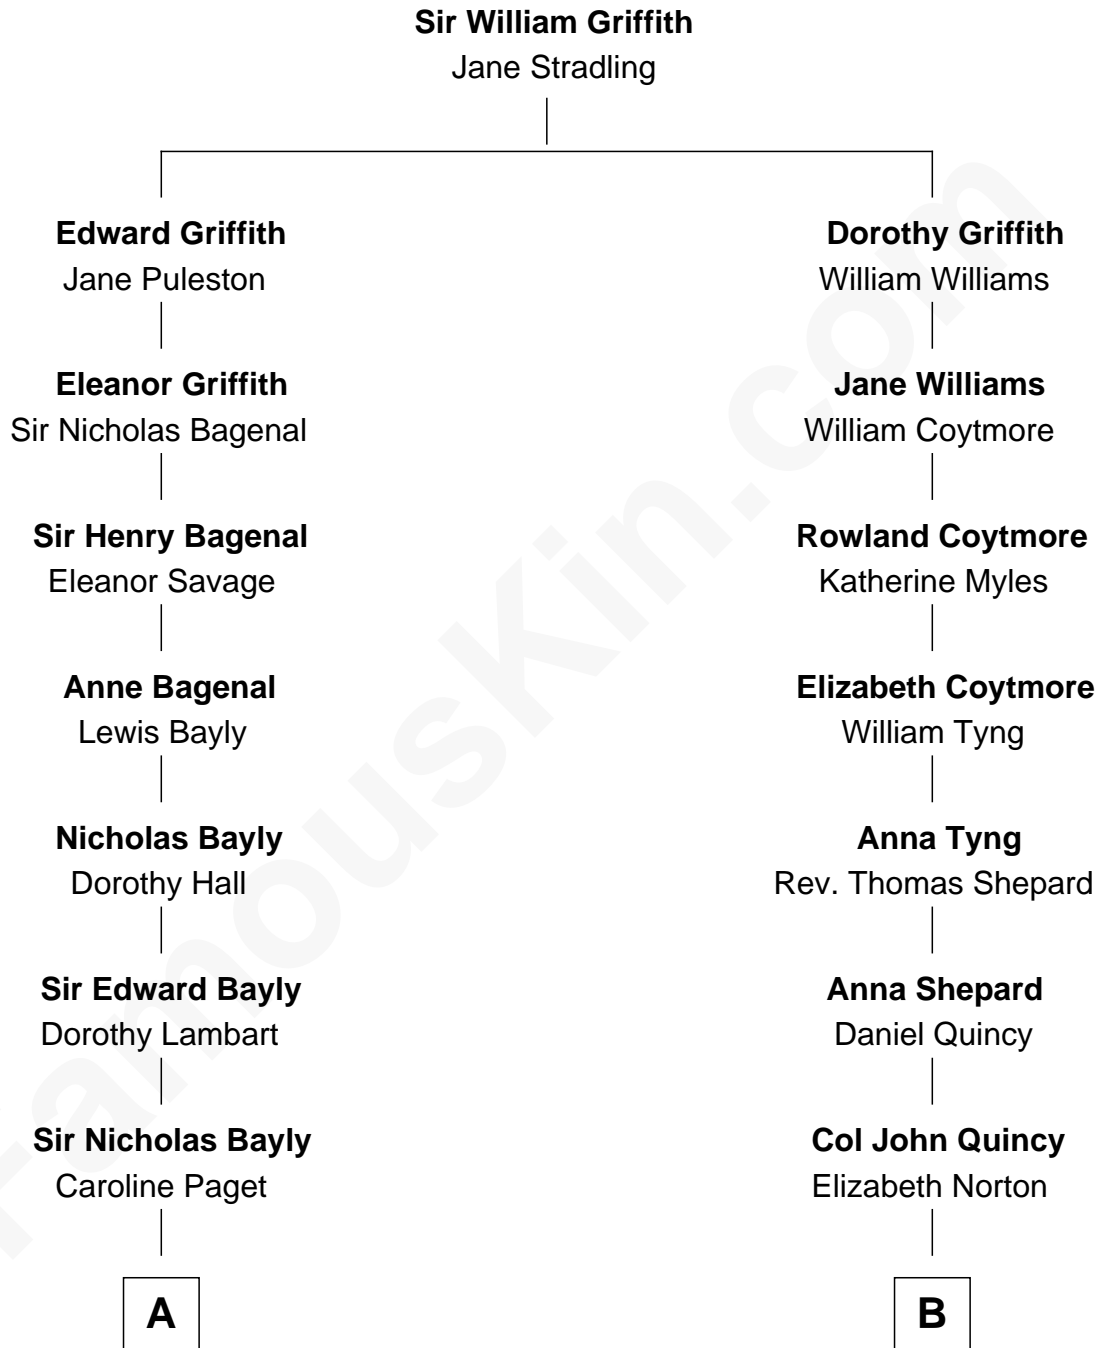 Sir William Griffith
Jane Stradling
Edward Griffith
Jane Puleston
Dorothy Griffith
William Williams
Eleanor Griffith
Sir Nicholas Bagenal
Jane Williams
William Coytmore
Sir Henry Bagenal
Eleanor Savage
Rowland Coytmore
Katherine Myles
Anne Bagenal
Lewis Bayly
Elizabeth Coytmore
William Tyng
Nicholas Bayly
Dorothy Hall
Anna Tyng
Rev. Thomas Shepard
Sir Edward Bayly
Dorothy Lambart
Anna Shepard
Daniel Quincy
Sir Nicholas Bayly
Caroline Paget
Col John Quincy
Elizabeth Norton
A
B
FamousKin.com